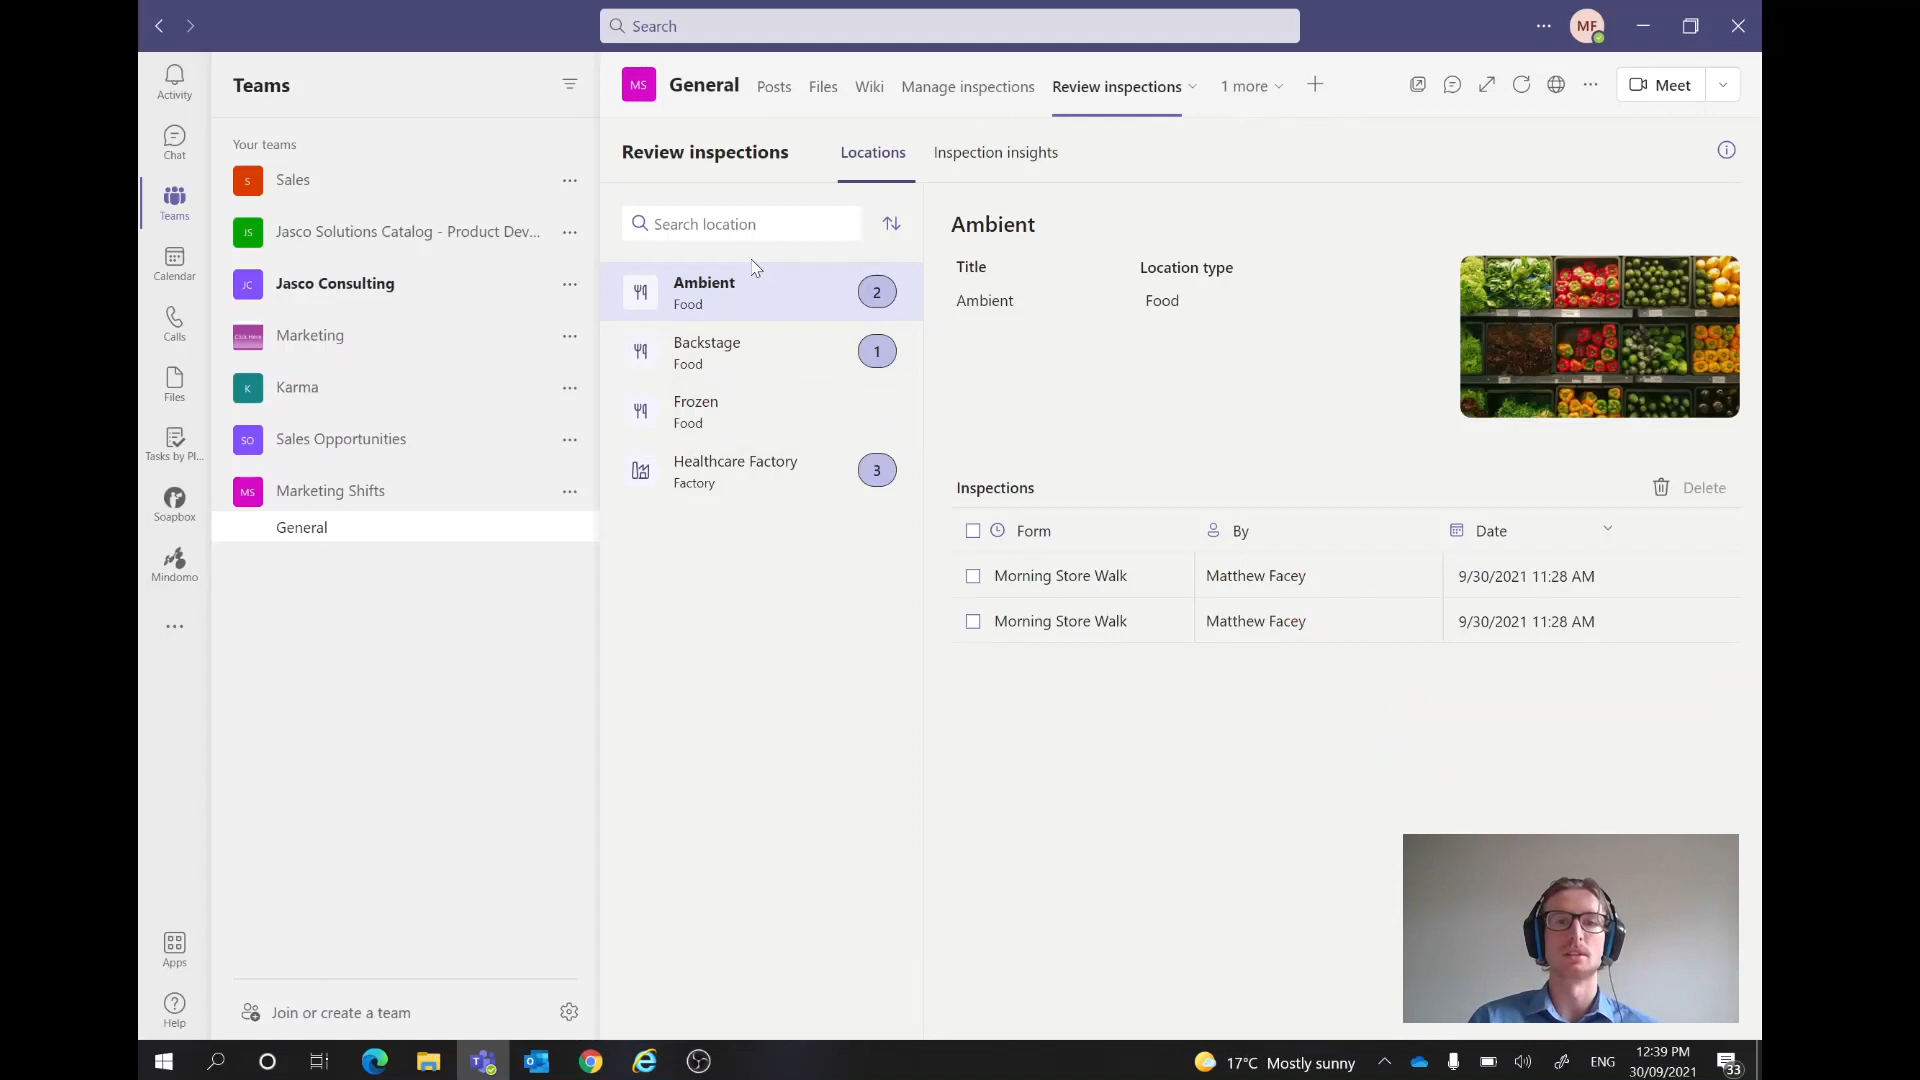 Search
MF
Activity
Chat
Teams
Calendar
Calls
Files
Tasks by Pl...
Soapbox
Mindomo
Apps
Help
Teams
Your teams
S Sales
JS Jasco Solutions Catalog - Product Dev...
JC Jasco Consulting
Marketing
K Karma
SO Sales Opportunities
MS Marketing Shifts
General
Join or create a team
MS General Posts Files Wiki Manage inspections Review inspections 1 more Meet
Review inspections Locations Inspection insights
Search location
Ambient
Food
2
Backstage
Food
1
Frozen
Food
Healthcare Factory
Factory
3
Ambient
Title Location type
Ambient Food
Inspections Delete
Form By Date
Morning Store Walk Matthew Facey 9/30/2021 11:28 AM
Morning Store Walk Matthew Facey 9/30/2021 11:28 AM
17°C Mostly sunny ENG
12:39 PM
30/09/2021
33